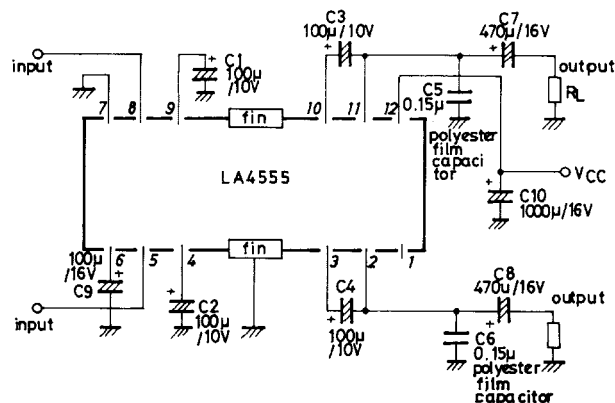 C3
100µ/10V
C7
470µ/16V
input
C1
100µ
/10V
output
7
8
9
fin
10
11
12
C5
0.15µ
polyester
film
capaci
tor
RL
LA4555
VCC
C10
1000µ/16V
100µ
/16V
C9
6
5
4
fin
3
2
1
C4
100µ
/10V
C8
470µ/16V
output
input
C2
100µ
/10V
C6
0.15µ
polyester
film
capacitor